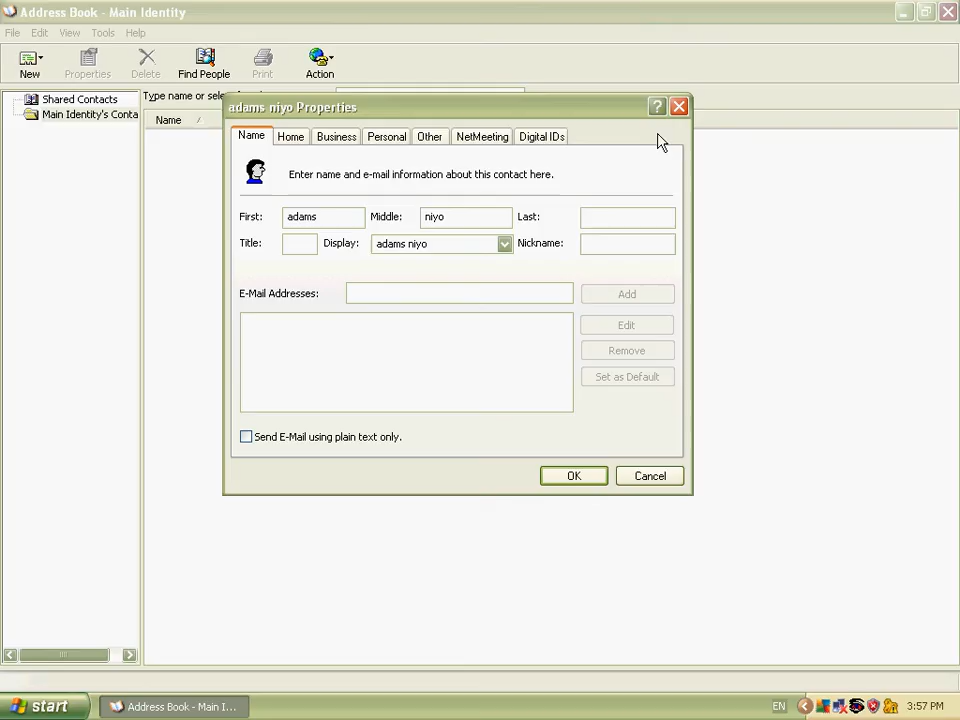 Address Book - Main Identity
File Edit View Tools Help
New Properties Delete Find People Print Action
Shared Contacts
Main Identity's Conta
Type name or sele
Name
adams niyo Properties
?
Name Home Business Personal Other NetMeeting Digital IDs
Enter name and e-mail information about this contact here.
First: adams Middle: niyo Last:
Title: Display: adams niyo Nickname:
E-Mail Addresses: Add
Edit
Remove
Set as Default
Send E-Mail using plain text only.
OK Cancel
start Address Book - Main I... EN 3:57 PM